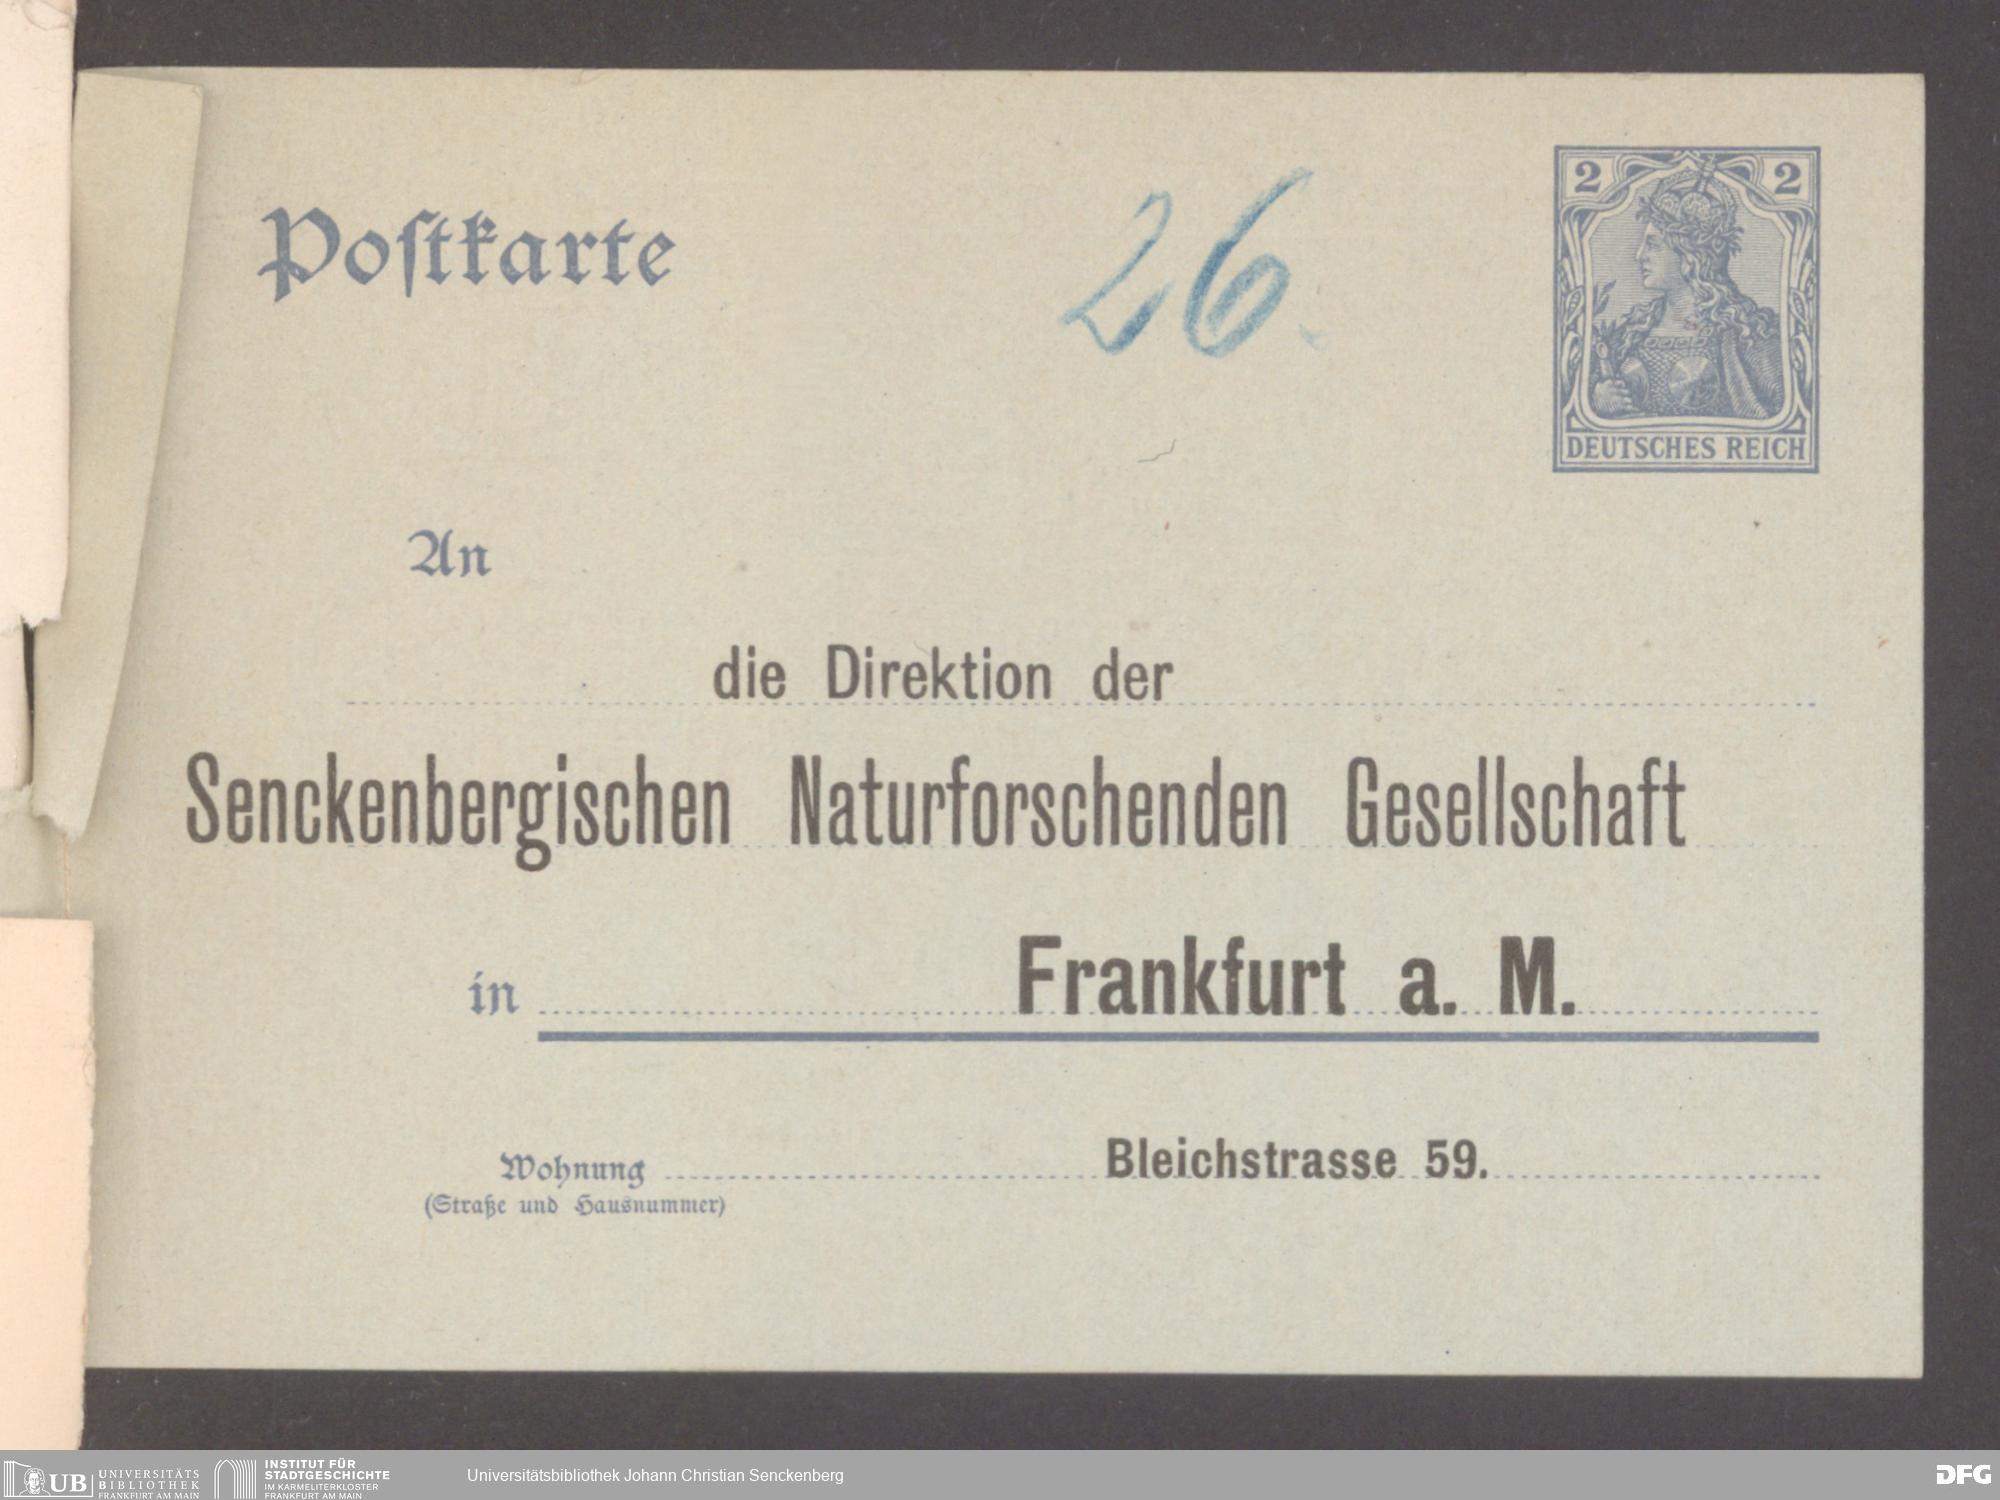 Postkarte
26.
2 2
DEUTSCHES REICH
An
die Direktion der
Senckenbergischen Naturforschenden Gesellschaft
in Frankfurt a. M.
Wohnung Bleichstrasse 59.
(Straße und Hausnummer)
UB UNIVERSITÄTS
BIBLIOTHEK
FRANKFURT AM MAIN
INSTITUT FÜR
STADTGESCHICHTE
IM KARMELITERKLOSTER
FRANKFURT AM MAIN
Universitätsbibliothek Johann Christian Senckenberg
DFG